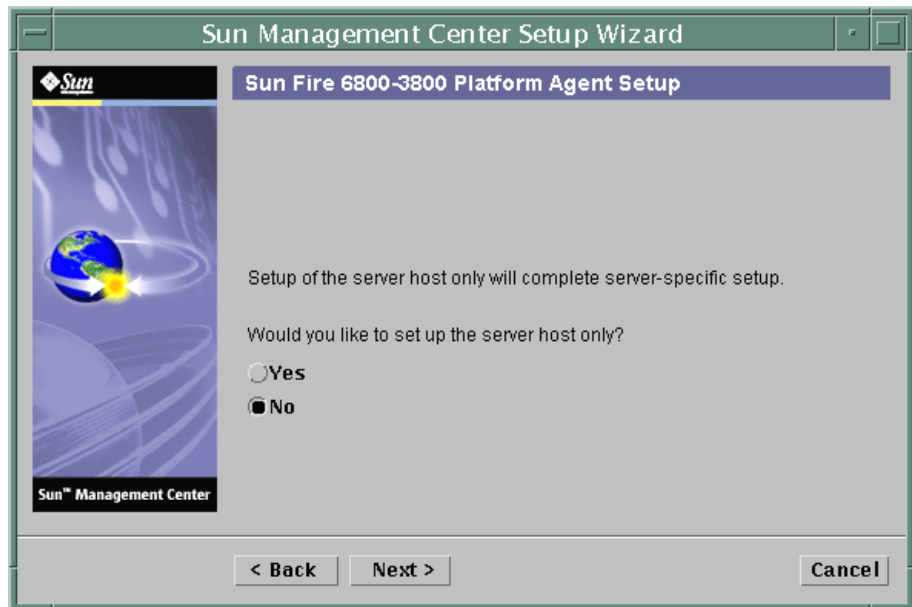 Sun Management Center Setup Wizard
Sun
Sun Fire 6800-3800 Platform Agent Setup
Setup of the server host only will complete server-specific setup.
Would you like to set up the server host only?
Yes
No
Sun™ Management Center
< Back
Next >
Cancel